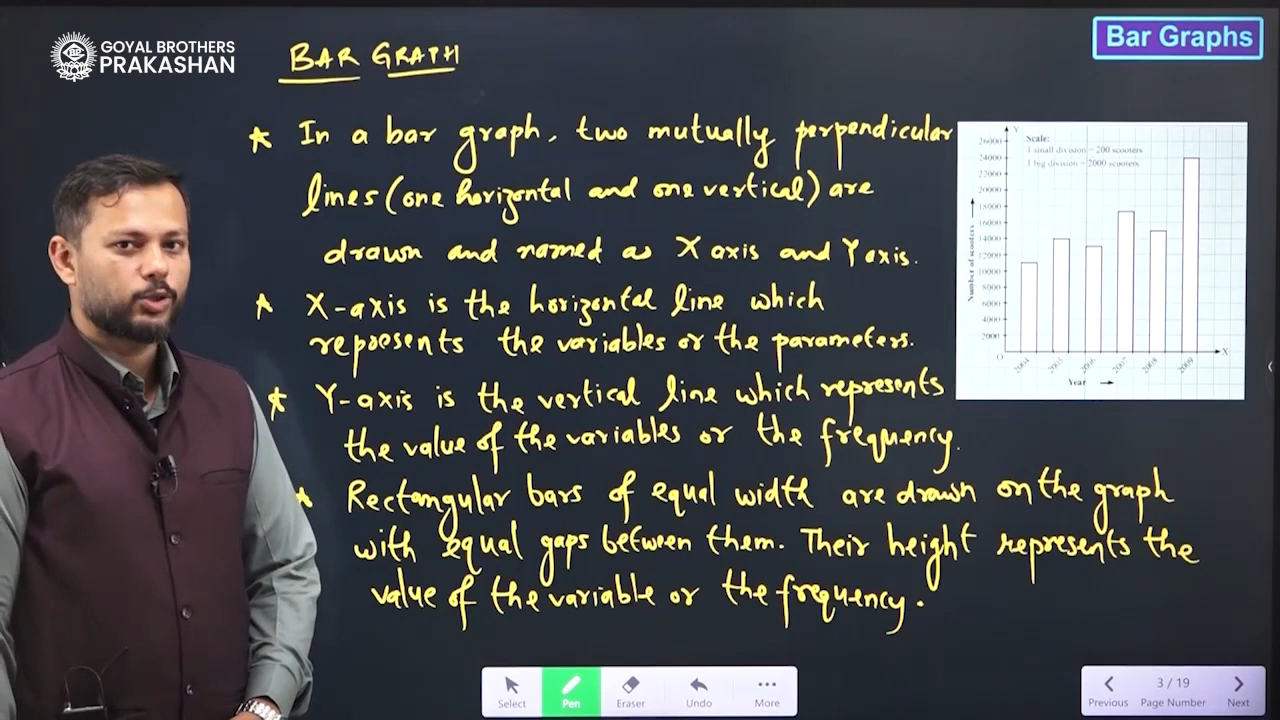 GOYAL BROTHERS
PRAKASHAN
Bar Graphs
BAR GRAPH
★ In a bar graph, two mutually perpendicular
lines (one horizontal and one vertical) are
drawn and named as X axis and Y axis.
★ X-axis is the horizontal line which
represents the variables or the parameters.
★ Y-axis is the vertical line which represents
the value of the variables or the frequency.
★ Rectangular bars of equal width are drawn on the graph
with equal gaps between them. Their height represents the
value of the variable or the frequency.
Y
Scale:
1 small division = 200 scooters
1 big division = 2000 scooters
26000
24000
22000
20000
18000
16000
14000
12000
10000
8000
6000
4000
2000
O
X
Number of scooters
2004 2005 2006 2007 2008 2009
Year
Select Pen Eraser Undo More
3 / 19
Previous Page Number Next